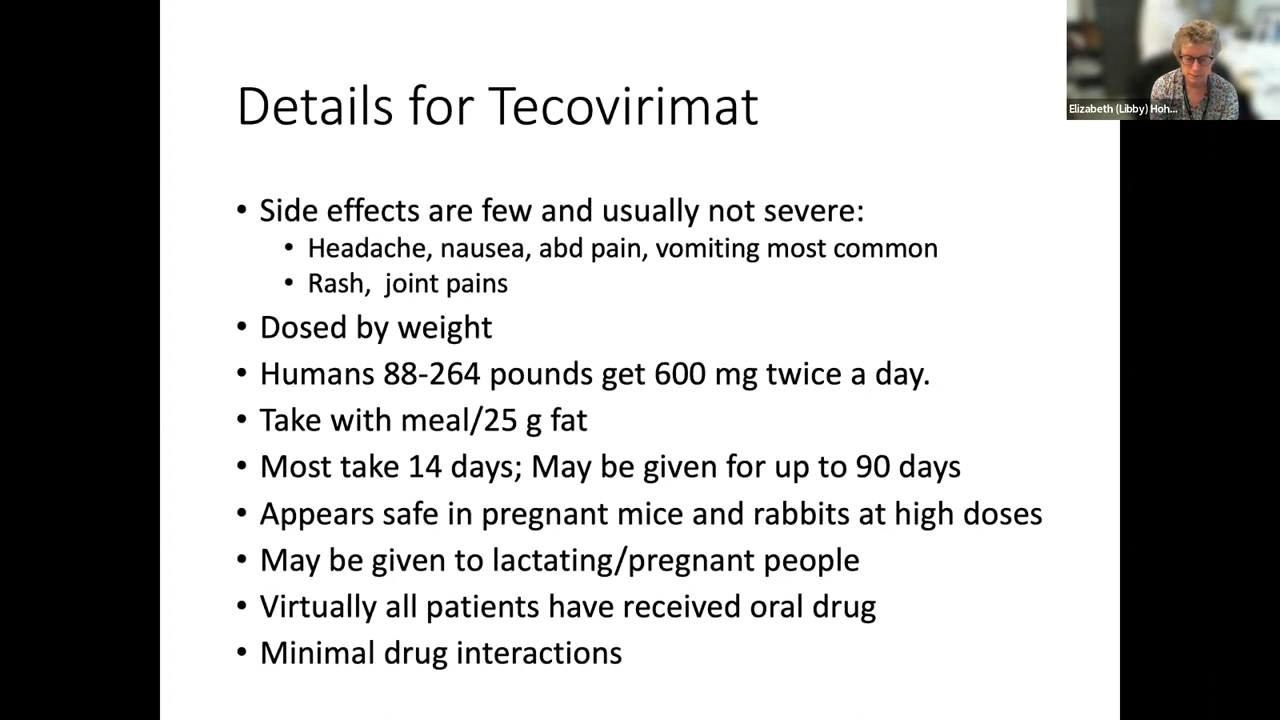 Details for Tecovirimat
• Side effects are few and usually not severe:
• Headache, nausea, abd pain, vomiting most common
• Rash, joint pains
• Dosed by weight
• Humans 88-264 pounds get 600 mg twice a day.
• Take with meal/25 g fat
• Most take 14 days; May be given for up to 90 days
• Appears safe in pregnant mice and rabbits at high doses
• May be given to lactating/pregnant people
• Virtually all patients have received oral drug
• Minimal drug interactions
Elizabeth (Libby) Hoh...